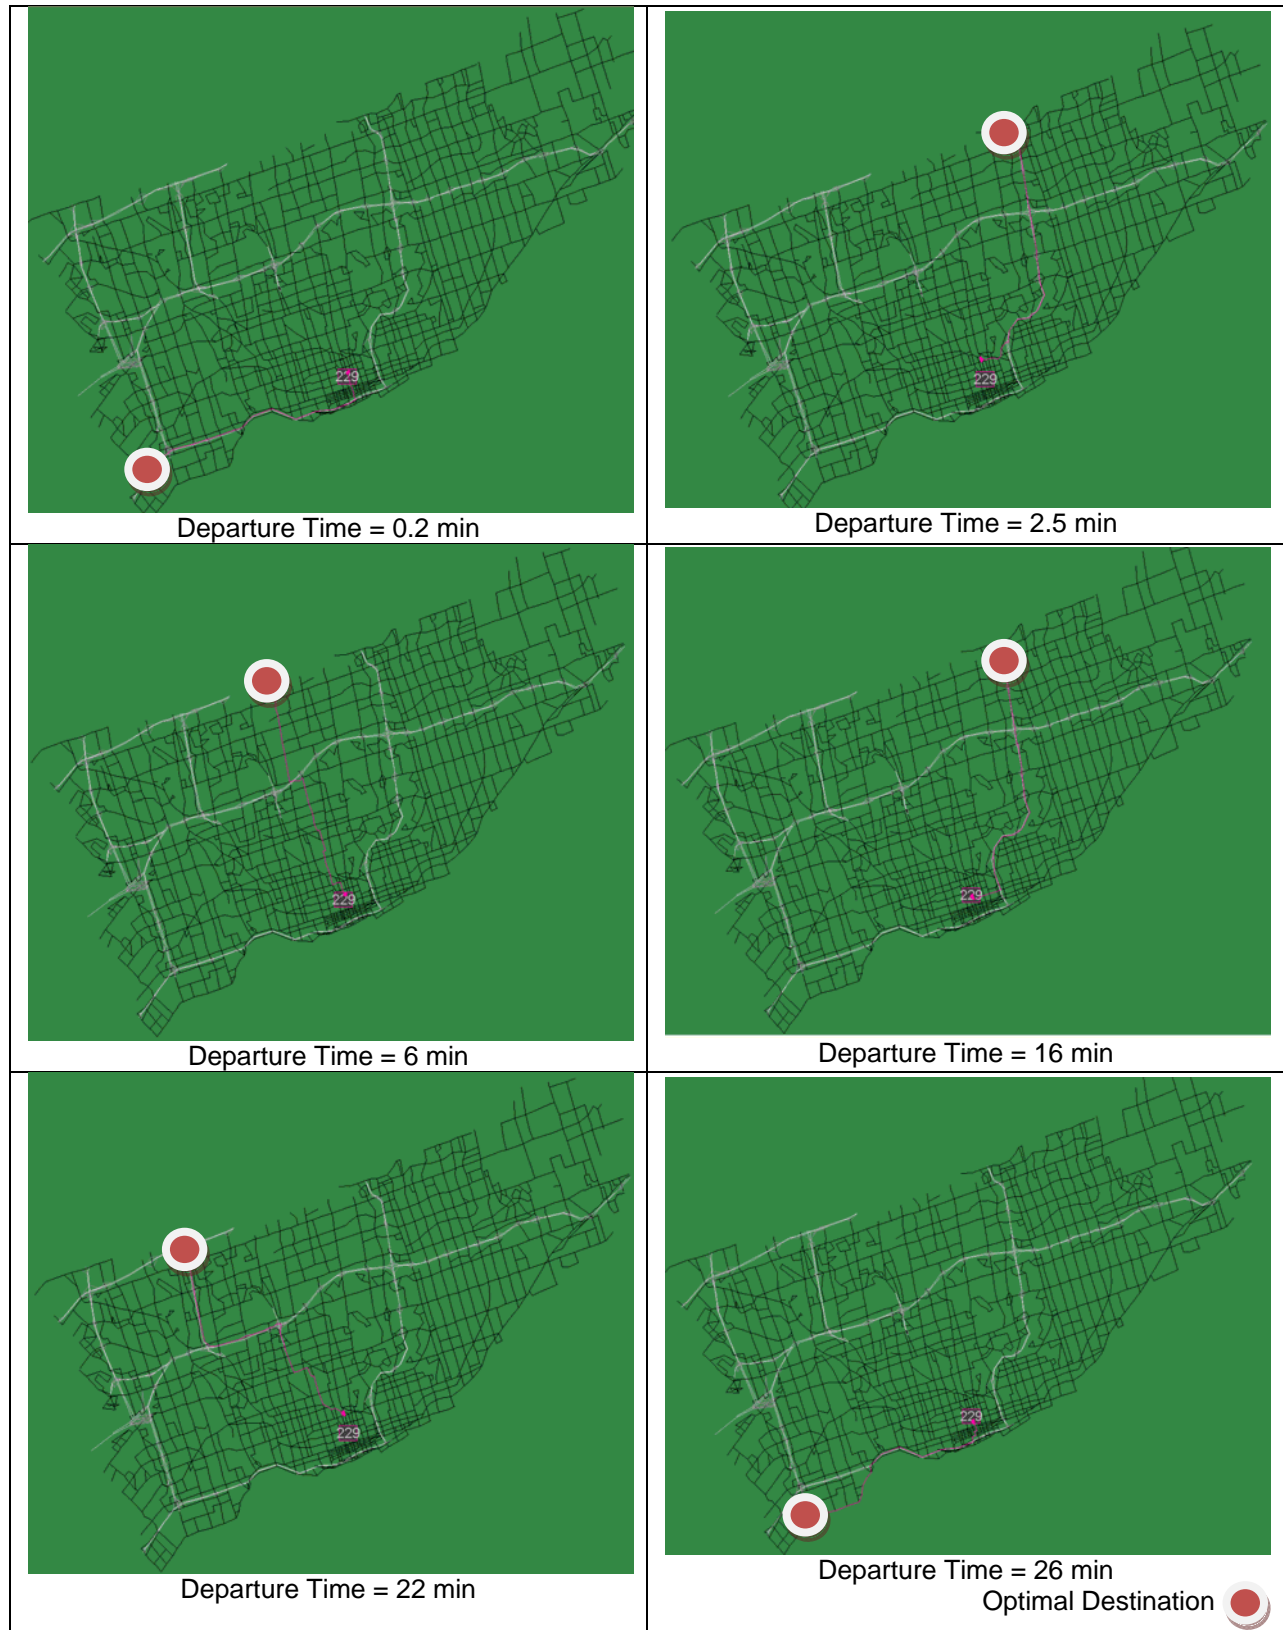 229
Departure Time = 0.2 min
229
Departure Time = 2.5 min
229
Departure Time = 6 min
229
Departure Time = 16 min
229
Departure Time = 22 min
229
Departure Time = 26 min
Optimal Destination